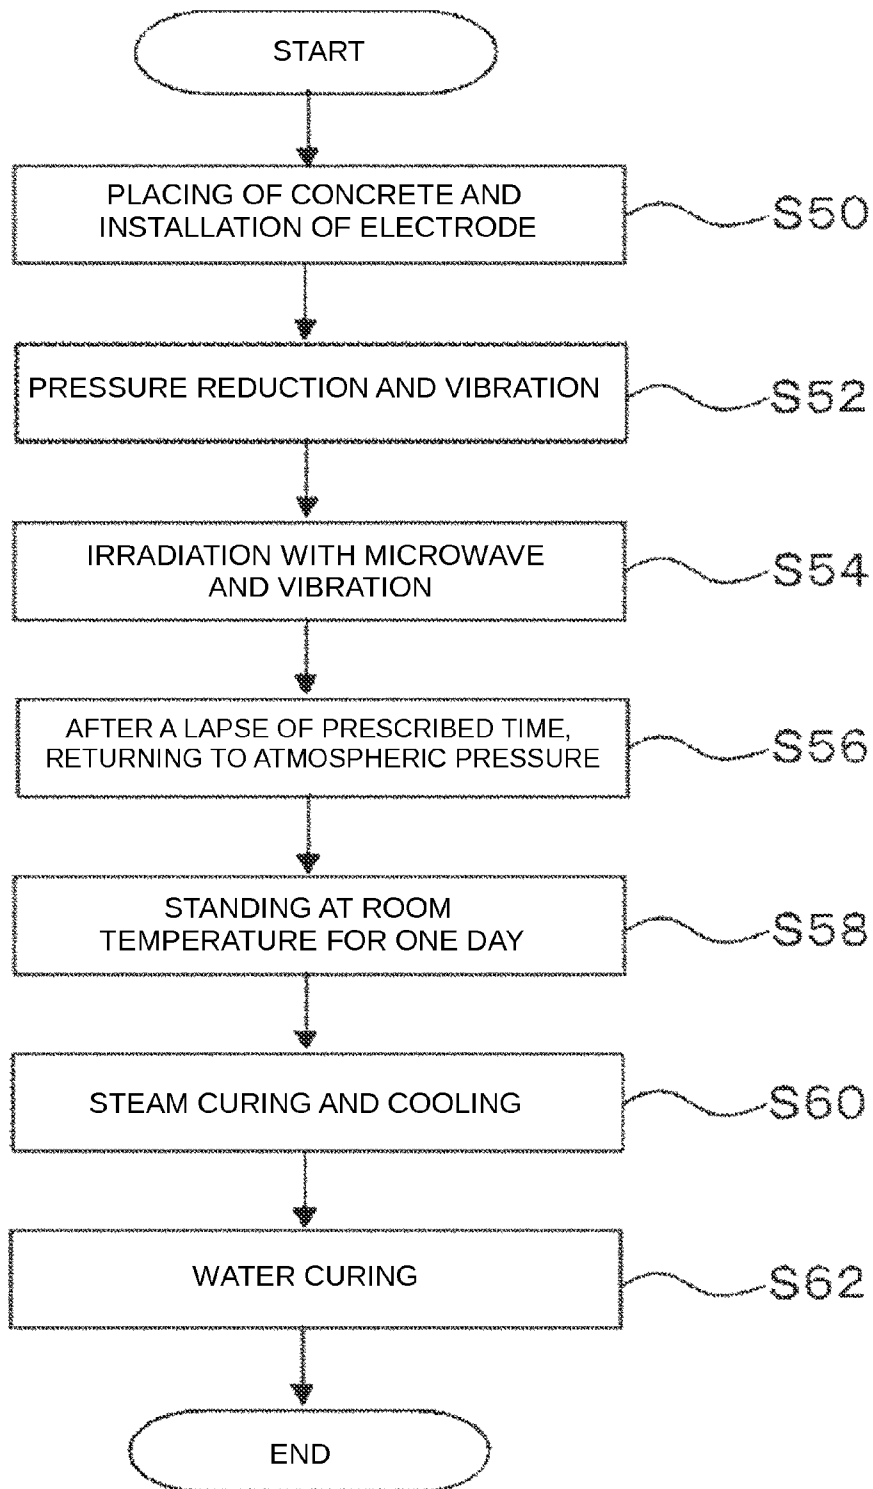 START
PLACING OF CONCRETE AND
INSTALLATION OF ELECTRODE
S50
PRESSURE REDUCTION AND VIBRATION
S52
IRRADIATION WITH MICROWAVE
AND VIBRATION
S54
AFTER A LAPSE OF PRESCRIBED TIME,
RETURNING TO ATMOSPHERIC PRESSURE
S56
STANDING AT ROOM
TEMPERATURE FOR ONE DAY
S58
STEAM CURING AND COOLING
S60
WATER CURING
S62
END